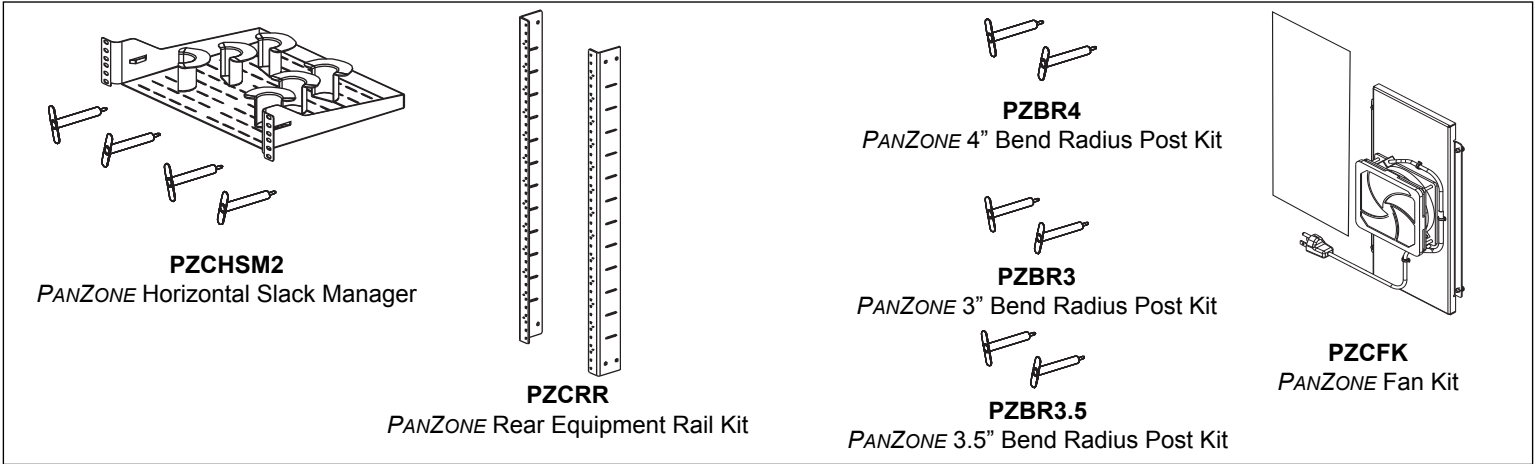 PZCHSM2
PANZONE Horizontal Slack Manager
PZCRR
PANZONE Rear Equipment Rail Kit
PZBR4
PANZONE 4” Bend Radius Post Kit
PZBR3
PANZONE 3” Bend Radius Post Kit
PZBR3.5
PANZONE 3.5” Bend Radius Post Kit
PZCFK
PANZONE Fan Kit